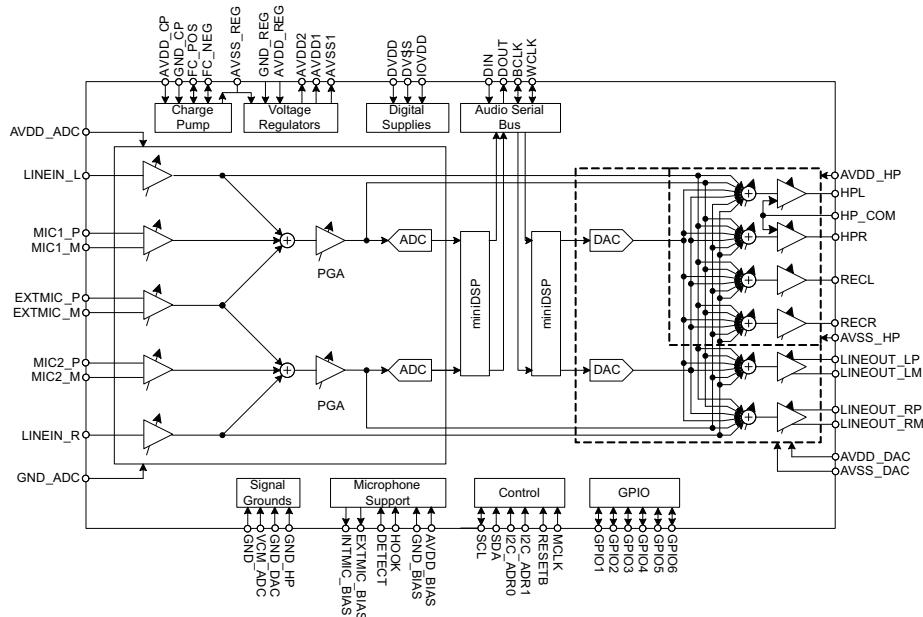 AVDD_CP
GND_CP
FC_POS
FC_NEG
AVSS_REG
GND_REG
AVDD_REG
AVDD2
AVDD1
AVSS1
DVDD
DVSS
IOVDD
DIN
DOUT
BCLK
WCLK
Charge
Pump
Voltage
Regulators
Digital
Supplies
Audio Serial
Bus
AVDD_ADC
LINEIN_L
MIC1_P
MIC1_M
EXTMIC_P
EXTMIC_M
MIC2_P
MIC2_M
LINEIN_R
GND_ADC
PGA
PGA
ADC
ADC
miniDSP
miniDSP
DAC
DAC
AVDD_HP
HPL
HP_COM
HPR
RECL
RECR
AVSS_HP
LINEOUT_LP
LINEOUT_LM
LINEOUT_RP
LINEOUT_RM
AVDD_DAC
AVSS_DAC
Signal
Grounds
Microphone
Support
Control
GPIO
GND
VCM_ADC
GND_DAC
GND_HP
INTMIC_BIAS
EXTMIC_BIAS
DETECT
HOOK
GND_BIAS
AVDD_BIAS
SCL
SDA
I2C_ADR0
I2C_ADR1
RESETB
MCLK
GPIO1
GPIO2
GPIO3
GPIO4
GPIO5
GPIO6